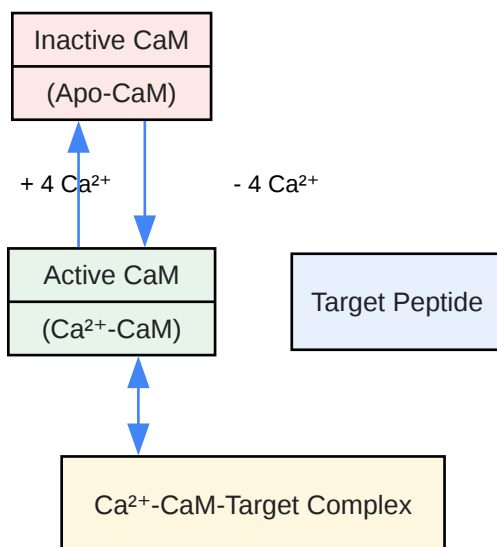 Inactive CaM
(Apo-CaM)
+ 4 Ca²⁺
- 4 Ca²⁺
Active CaM
(Ca²⁺-CaM)
Target Peptide
Ca²⁺-CaM-Target Complex